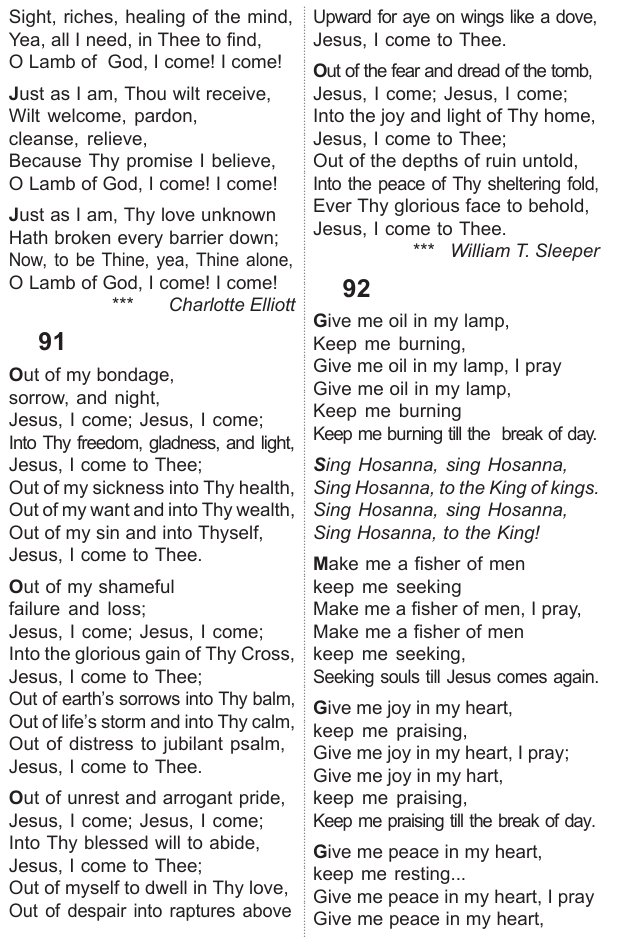 Sight, riches, healing of the mind,
Yea, all I need, in Thee to find,
O Lamb of God, I come! I come!
Just as I am, Thou wilt receive,
Wilt welcome, pardon,
cleanse, relieve,
Because Thy promise I believe,
O Lamb of God, I come! I come!
Just as I am, Thy love unknown
Hath broken every barrier down;
Now, to be Thine, yea, Thine alone,
O Lamb of God, I come! I come!
*** Charlotte Elliott
91
Out of my bondage,
sorrow, and night,
Jesus, I come; Jesus, I come;
Into Thy freedom, gladness, and light,
Jesus, I come to Thee;
Out of my sickness into Thy health,
Out of my want and into Thy wealth,
Out of my sin and into Thyself,
Jesus, I come to Thee.
Out of my shameful
failure and loss;
Jesus, I come; Jesus, I come;
Into the glorious gain of Thy Cross,
Jesus, I come to Thee;
Out of earth's sorrows into Thy balm,
Out of life's storm and into Thy calm,
Out of distress to jubilant psalm,
Jesus, I come to Thee.
Out of unrest and arrogant pride,
Jesus, I come; Jesus, I come;
Into Thy blessed will to abide,
Jesus, I come to Thee;
Out of myself to dwell in Thy love,
Out of despair into raptures above
Upward for aye on wings like a dove,
Jesus, I come to Thee.
Out of the fear and dread of the tomb,
Jesus, I come; Jesus, I come;
Into the joy and light of Thy home,
Jesus, I come to Thee;
Out of the depths of ruin untold,
Into the peace of Thy sheltering fold,
Ever Thy glorious face to behold,
Jesus, I come to Thee.
*** William T. Sleeper
92
Give me oil in my lamp,
Keep me burning,
Give me oil in my lamp, I pray
Give me oil in my lamp,
Keep me burning
Keep me burning till the break of day.
Sing Hosanna, sing Hosanna,
Sing Hosanna, to the King of kings.
Sing Hosanna, sing Hosanna,
Sing Hosanna, to the King!
Make me a fisher of men
keep me seeking
Make me a fisher of men, I pray,
Make me a fisher of men
keep me seeking,
Seeking souls till Jesus comes again.
Give me joy in my heart,
keep me praising,
Give me joy in my heart, I pray;
Give me joy in my hart,
keep me praising,
Keep me praising till the break of day.
Give me peace in my heart,
keep me resting...
Give me peace in my heart, I pray
Give me peace in my heart,